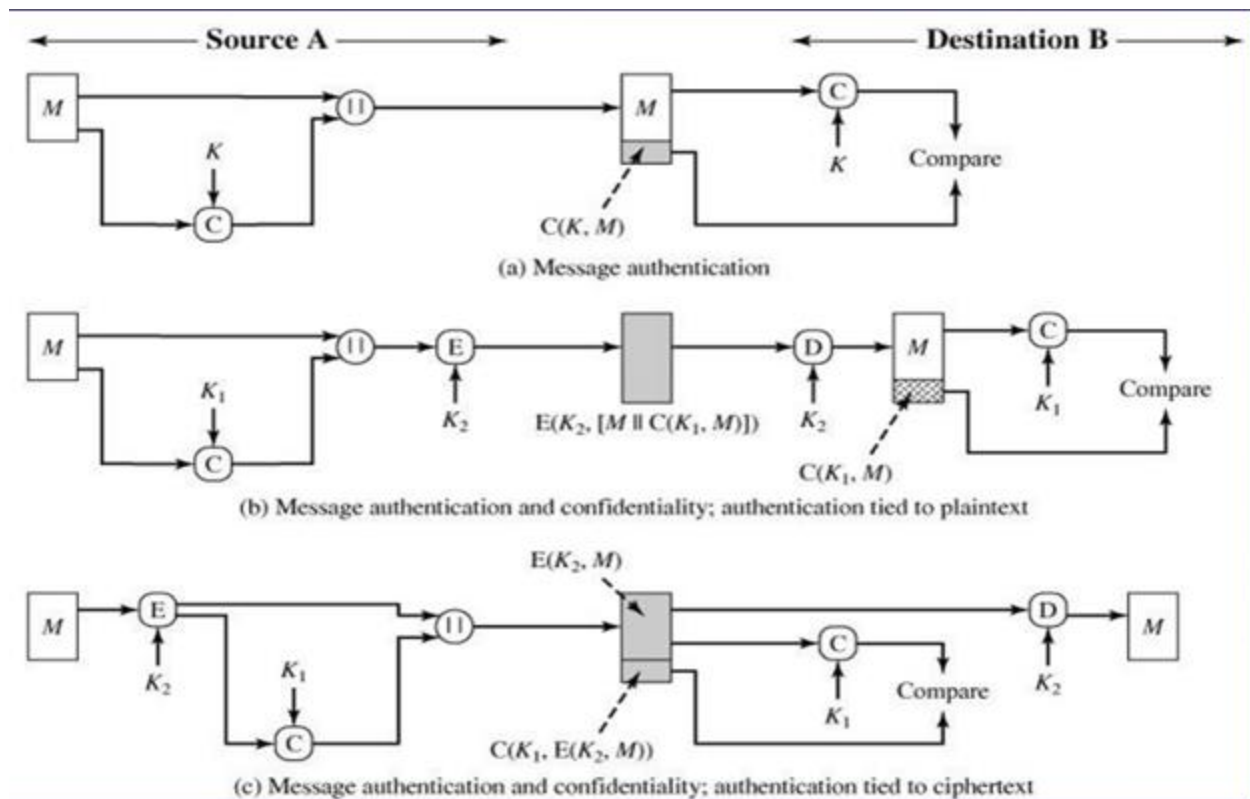 Source A Destination B
M || M C
K K Compare
C
C(K, M)
(a) Message authentication
M || E D M C
K₁ K₂ E(K₂, [M || C(K₁, M)]) K₂ K₁ Compare
C C(K₁, M)
(b) Message authentication and confidentiality; authentication tied to plaintext
E(K₂, M)
M E || C D M
K₂ K₁ K₁ Compare K₂
C C(K₁, E(K₂, M))
(c) Message authentication and confidentiality; authentication tied to ciphertext